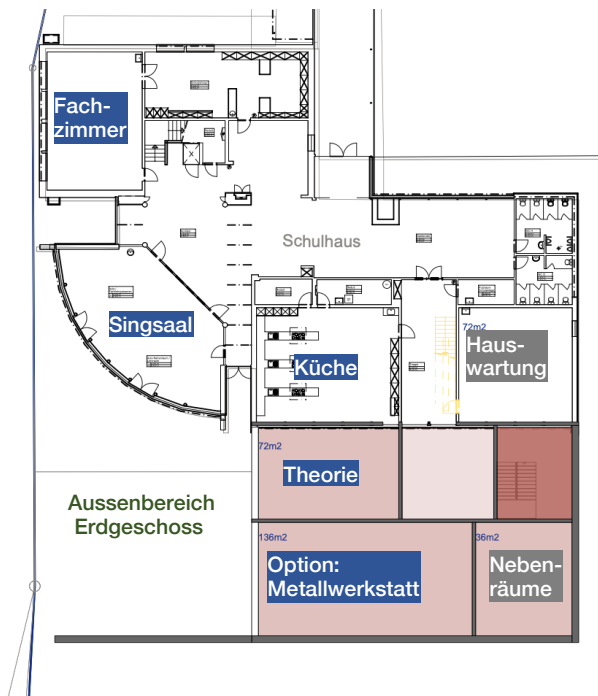 Fach-
zimmer
Schulhaus
Singsaal
Küche
72m2
Haus-
wartung
72m2
Theorie
Aussenbereich
Erdgeschoss
136m2
Option:
Metallwerkstatt
36m2
Neben-
räume